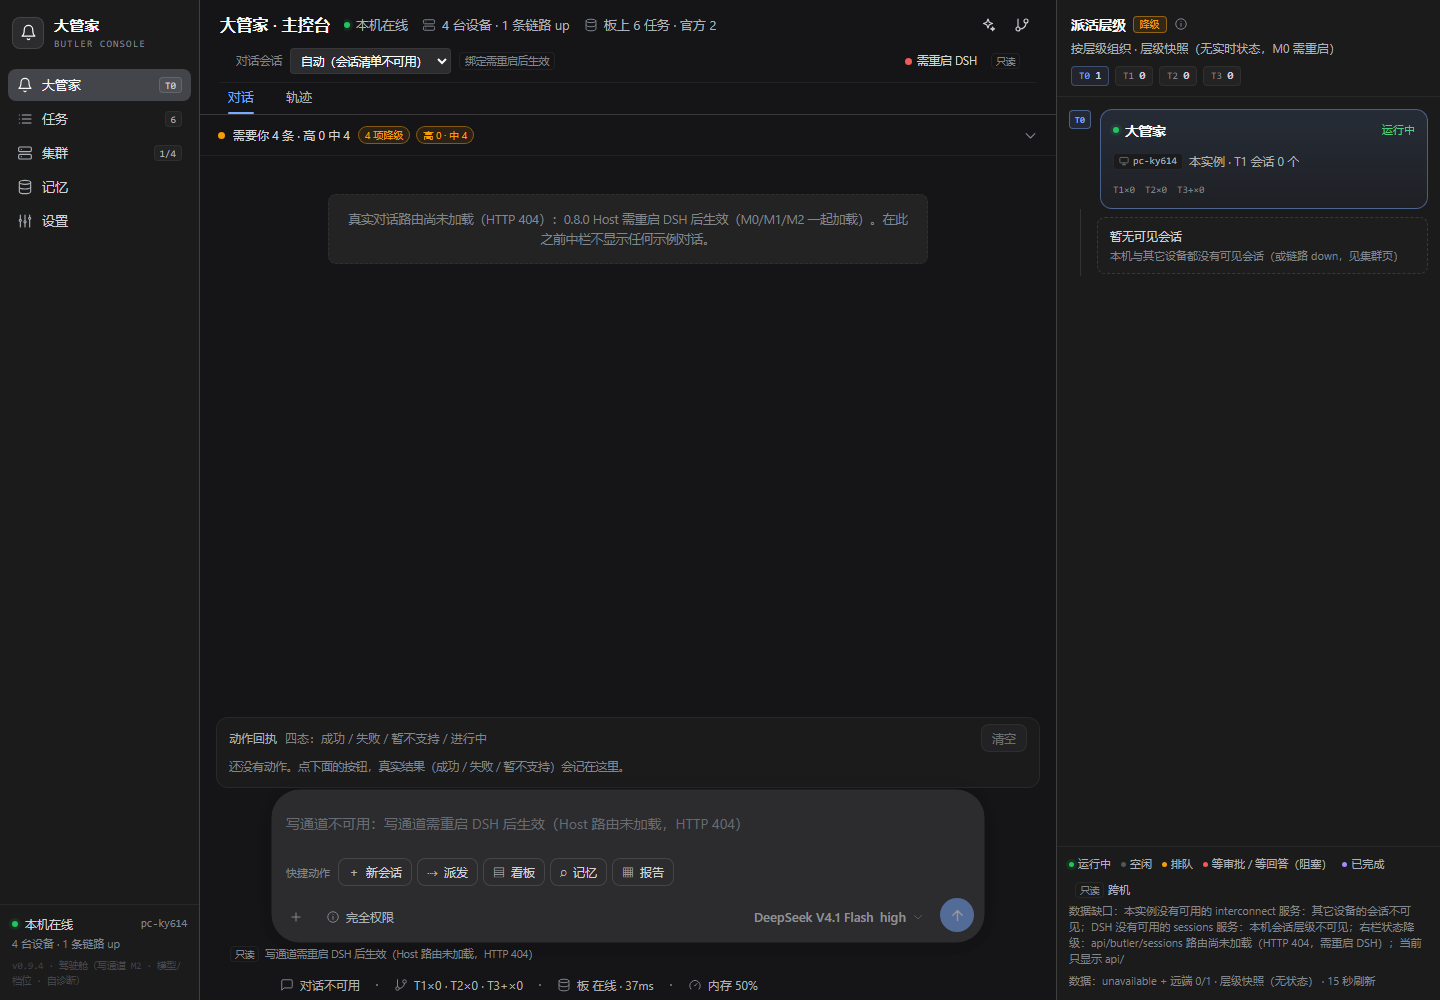 大管家
BUTLER CONSOLE
大管家 T0
任务 6
集群 1/4
记忆
设置
本机在线 pc-ky614
4 台设备 · 1 条链路 up
v0.9.4 · 驾驶舱（写通道 M2 · 模型/
档位 · 自诊断）
大管家 · 主控台 本机在线 4 台设备 · 1 条链路 up 板上 6 任务 · 官方 2
对话会话 自动（会话清单不可用） 绑定需重启后生效 需重启 DSH 只读
对话 轨迹
需要你 4 条 · 高 0 中 4 4 项降级 高 0 · 中 4
真实对话路由尚未加载（HTTP 404）：0.8.0 Host 需重启 DSH 后生效（M0/M1/M2 一起加载）。在此
之前中栏不显示任何示例对话。
动作回执 四态：成功 / 失败 / 暂不支持 / 进行中 清空
还没有动作。点下面的按钮，真实结果（成功 / 失败 / 暂不支持）会记在这里。
写通道不可用：写通道需重启 DSH 后生效（Host 路由未加载，HTTP 404）
快捷动作 + 新会话 派发 看板 记忆 报告
+ 完全权限 DeepSeek V4.1 Flash high
只读 写通道需重启 DSH 后生效（Host 路由未加载，HTTP 404）
对话不可用 · T1×0 · T2×0 · T3+×0 · 板 在线 · 37ms · 内存 50%
派活层级 降级
按层级组织 · 层级快照（无实时状态，M0 需重启）
T0 1 T1 0 T2 0 T3 0
T0 大管家 运行中
pc-ky614 本实例 · T1 会话 0 个
T1×0 T2×0 T3+×0
暂无可见会话
本机与其它设备都没有可见会话（或链路 down，见集群页）
运行中 空闲 排队 等审批 / 等回答（阻塞） 已完成
只读 跨机
数据缺口：本实例没有可用的 interconnect 服务：其它设备的会话不可
见；DSH 没有可用的 sessions 服务：本机会话层级不可见；右栏状态降
级：api/butler/sessions 路由尚未加载（HTTP 404，需重启 DSH）；当前
只显示 api/
数据：unavailable + 远端 0/1 · 层级快照（无状态） · 15 秒刷新